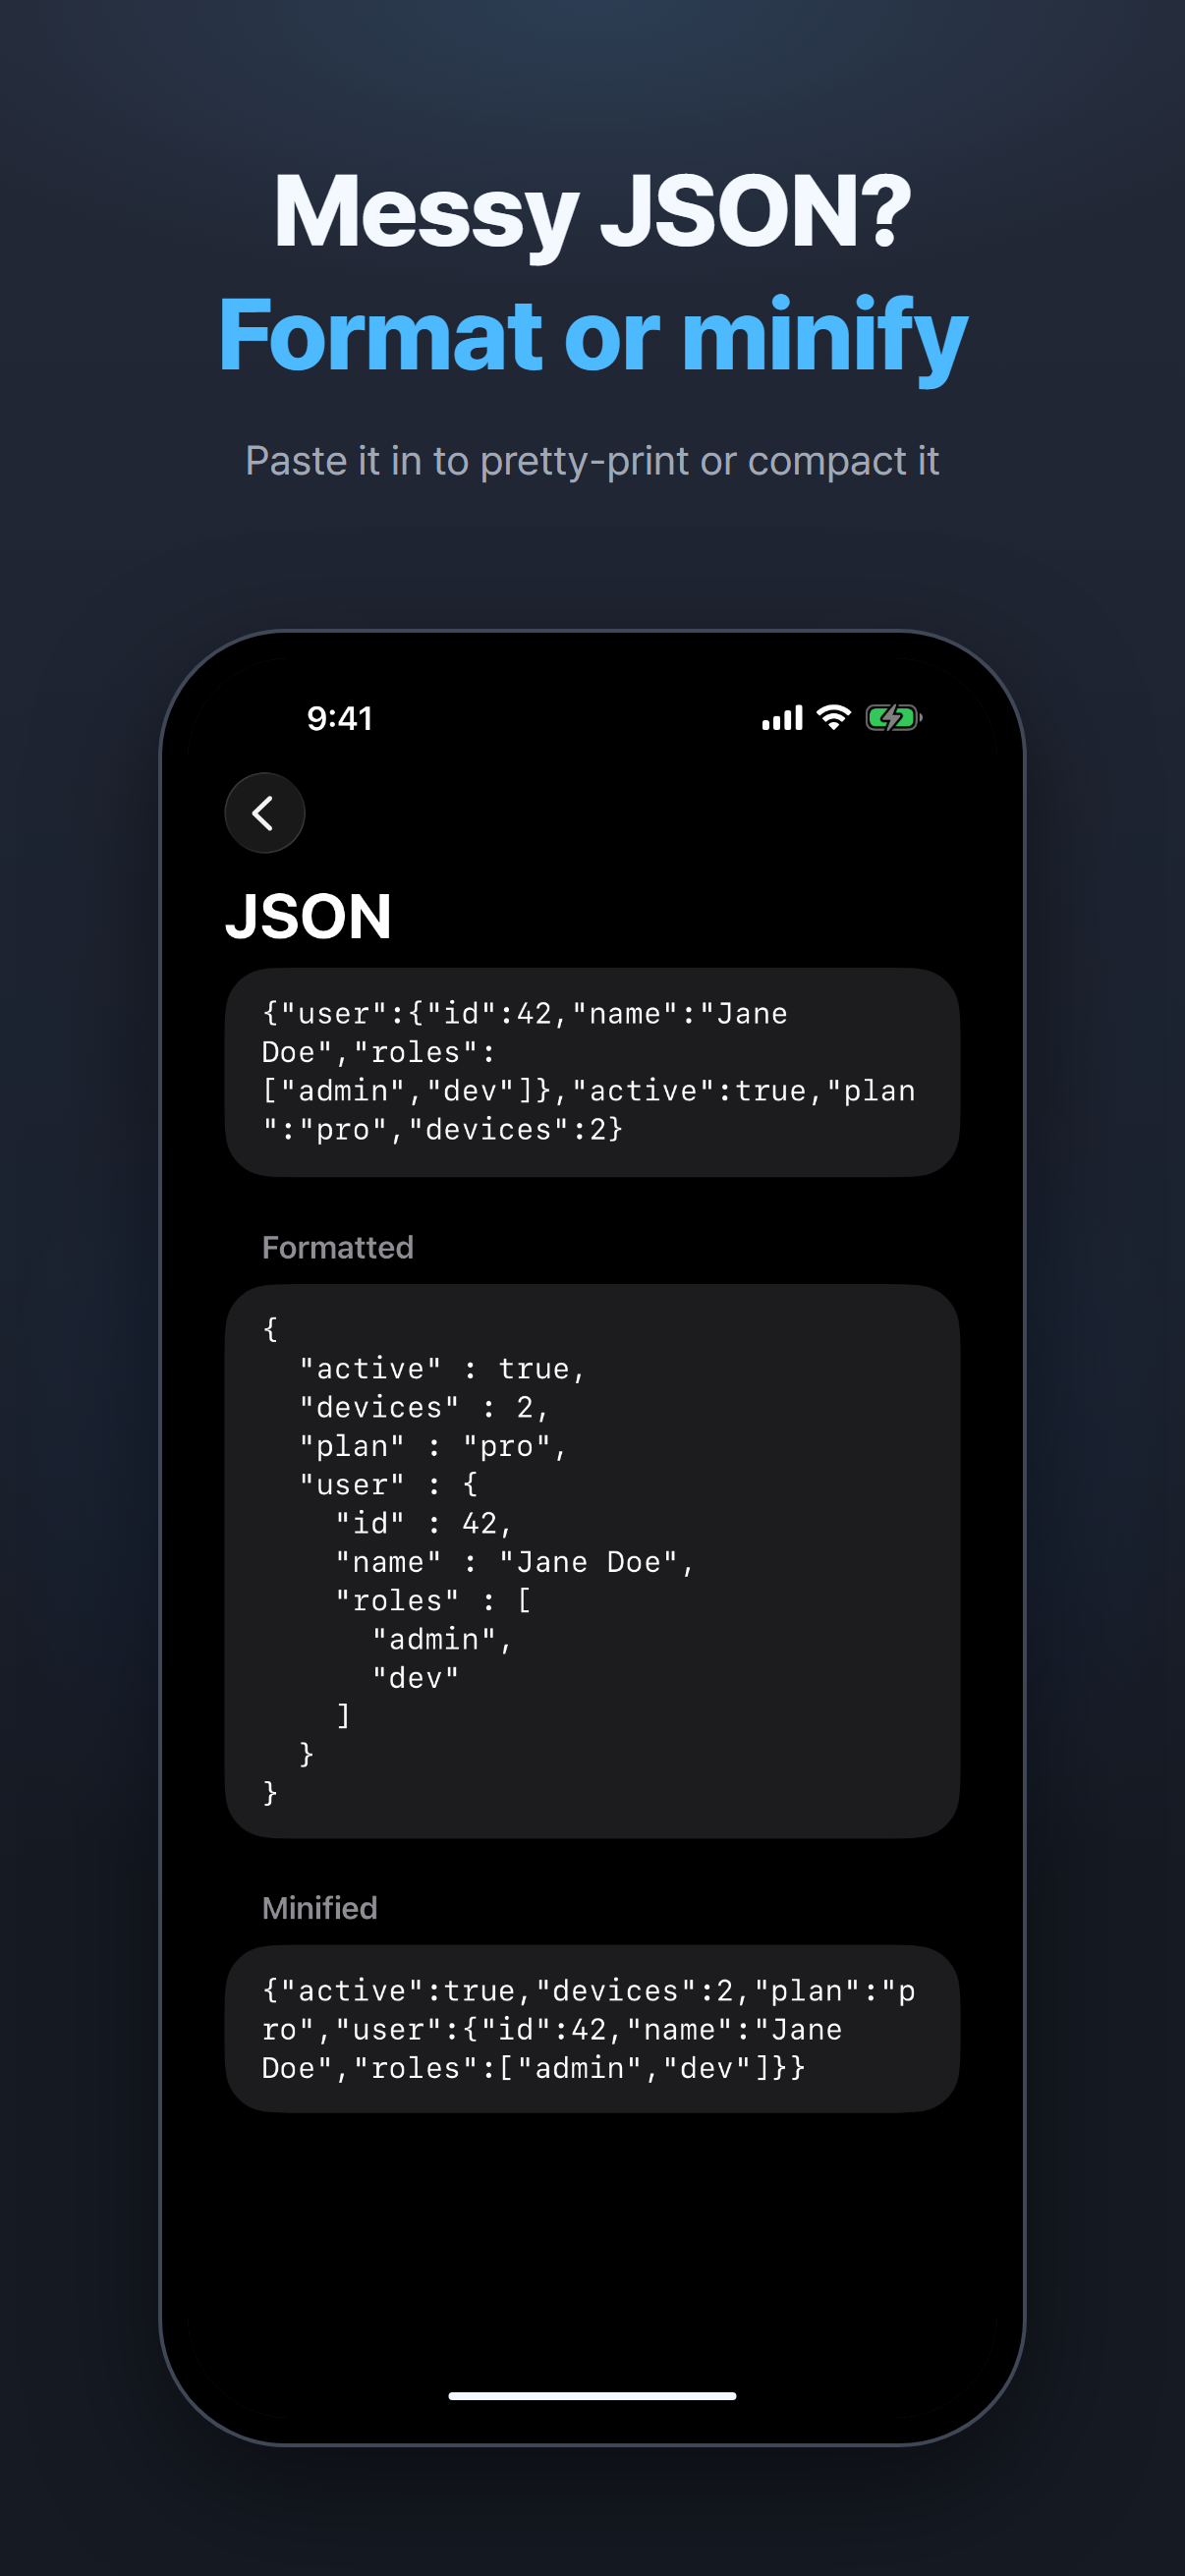 Messy JSON?
Format or minify
Paste it in to pretty-print or compact it
9:41
JSON
{"user":{"id":42,"name":"Jane
Doe","roles":
["admin","dev"]},"active":true,"plan
":"pro","devices":2}
Formatted
{
  "active" : true,
  "devices" : 2,
  "plan" : "pro",
  "user" : {
    "id" : 42,
    "name" : "Jane Doe",
    "roles" : [
      "admin",
      "dev"
    ]
  }
}
Minified
{"active":true,"devices":2,"plan":"p
ro","user":{"id":42,"name":"Jane
Doe","roles":["admin","dev"]}}